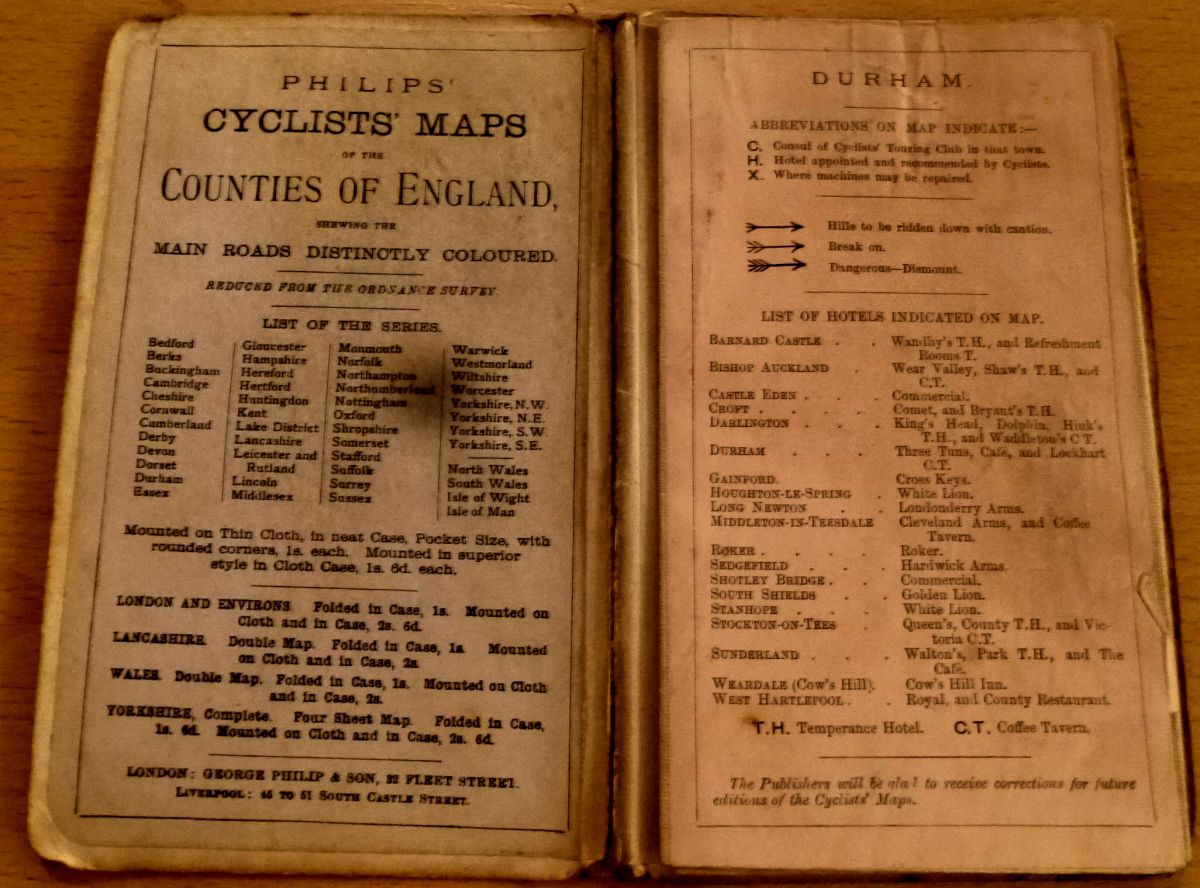 PHILIPS'
CYCLISTS' MAPS
OF THE
COUNTIES OF ENGLAND,
SHEWING THE
MAIN ROADS DISTINCTLY COLOURED.
REDUCED FROM THE ORDNANCE SURVEY.
LIST OF THE SERIES.
Bedford
Berks
Buckingham
Cambridge
Cheshire
Cornwall
Cumberland
Derby
Devon
Dorset
Durham
Essex
Gloucester
Hampshire
Hereford
Hertford
Huntingdon
Kent
Lake District
Lancashire
Leicester and
Rutland
Lincoln
Middlesex
Monmouth
Norfolk
Northampton
Northumberland
Nottingham
Oxford
Shropshire
Somerset
Stafford
Suffolk
Surrey
Sussex
Warwick
Westmorland
Wiltshire
Worcester
Yorkshire, N.W.
Yorkshire, N.E.
Yorkshire, S.W.
Yorkshire, S.E.
North Wales
South Wales
Isle of Wight
Isle of Man
Mounted on Thin Cloth, in neat Case, Pocket Size, with
rounded corners, 1s. each. Mounted in superior
style in Cloth Case, 1s. 6d. each.
LONDON AND ENVIRONS. Folded in Case, 1s. Mounted on
Cloth and in Case, 2s. 6d.
LANCASHIRE. Double Map. Folded in Case, 1s. Mounted
on Cloth and in Case, 2s.
WALES. Double Map. Folded in Case, 1s. Mounted on Cloth
and in Case, 2s.
YORKSHIRE, Complete. Four Sheet Map. Folded in Case,
1s. 6d. Mounted on Cloth and in Case, 2s. 6d.
LONDON: GEORGE PHILIP & SON, 32 FLEET STREET.
LIVERPOOL: 45 TO 51 SOUTH CASTLE STREET.
DURHAM.
ABBREVIATIONS ON MAP INDICATE:—
C. Consul of Cyclists' Touring Club in that town.
H. Hotel appointed and recommended by Cyclists.
X. Where machines may be repaired.
Hills to be ridden down with caution.
Break on.
Dangerous—Dismount.
LIST OF HOTELS INDICATED ON MAP.
BARNARD CASTLE . . Wandby's T.H., and Refreshment
Rooms T.
BISHOP AUCKLAND . Wear Valley, Shaw's T.H., and
C.T.
CASTLE EDEN . . . Commercial.
CROFT . . . . Comet, and Bryant's T.H.
DARLINGTON . . . King's Head, Dolphin, Hink's
T.H., and Waddleton's C T.
DURHAM . . . Three Tuns, Café, and Lockhart
C.T.
GAINFORD. Cross Keys.
HOUGHTON-LE-SPRING . White Lion.
LONG NEWTON . . Londonderry Arms.
MIDDLETON-IN-TEESDALE Cleveland Arms, and Coffee
Tavern.
ROKER . . . . Roker.
SEDGEFIELD . . . Hardwick Arms.
SHOTLEY BRIDGE . . Commercial.
SOUTH SHIELDS . . Golden Lion.
STANHOPE . . . White Lion.
STOCKTON-ON-TEES . Queen's, County T.H., and Vic-
toria C.T.
SUNDERLAND . . . Walton's, Park T.H., and The
Café.
WEARDALE (Cow's Hill). Cow's Hill Inn.
WEST HARTLEPOOL . . Royal, and County Restaurant.
T.H. Temperance Hotel. C.T. Coffee Tavern.
The Publishers will be glad to receive corrections for future
editions of the Cyclists' Maps.